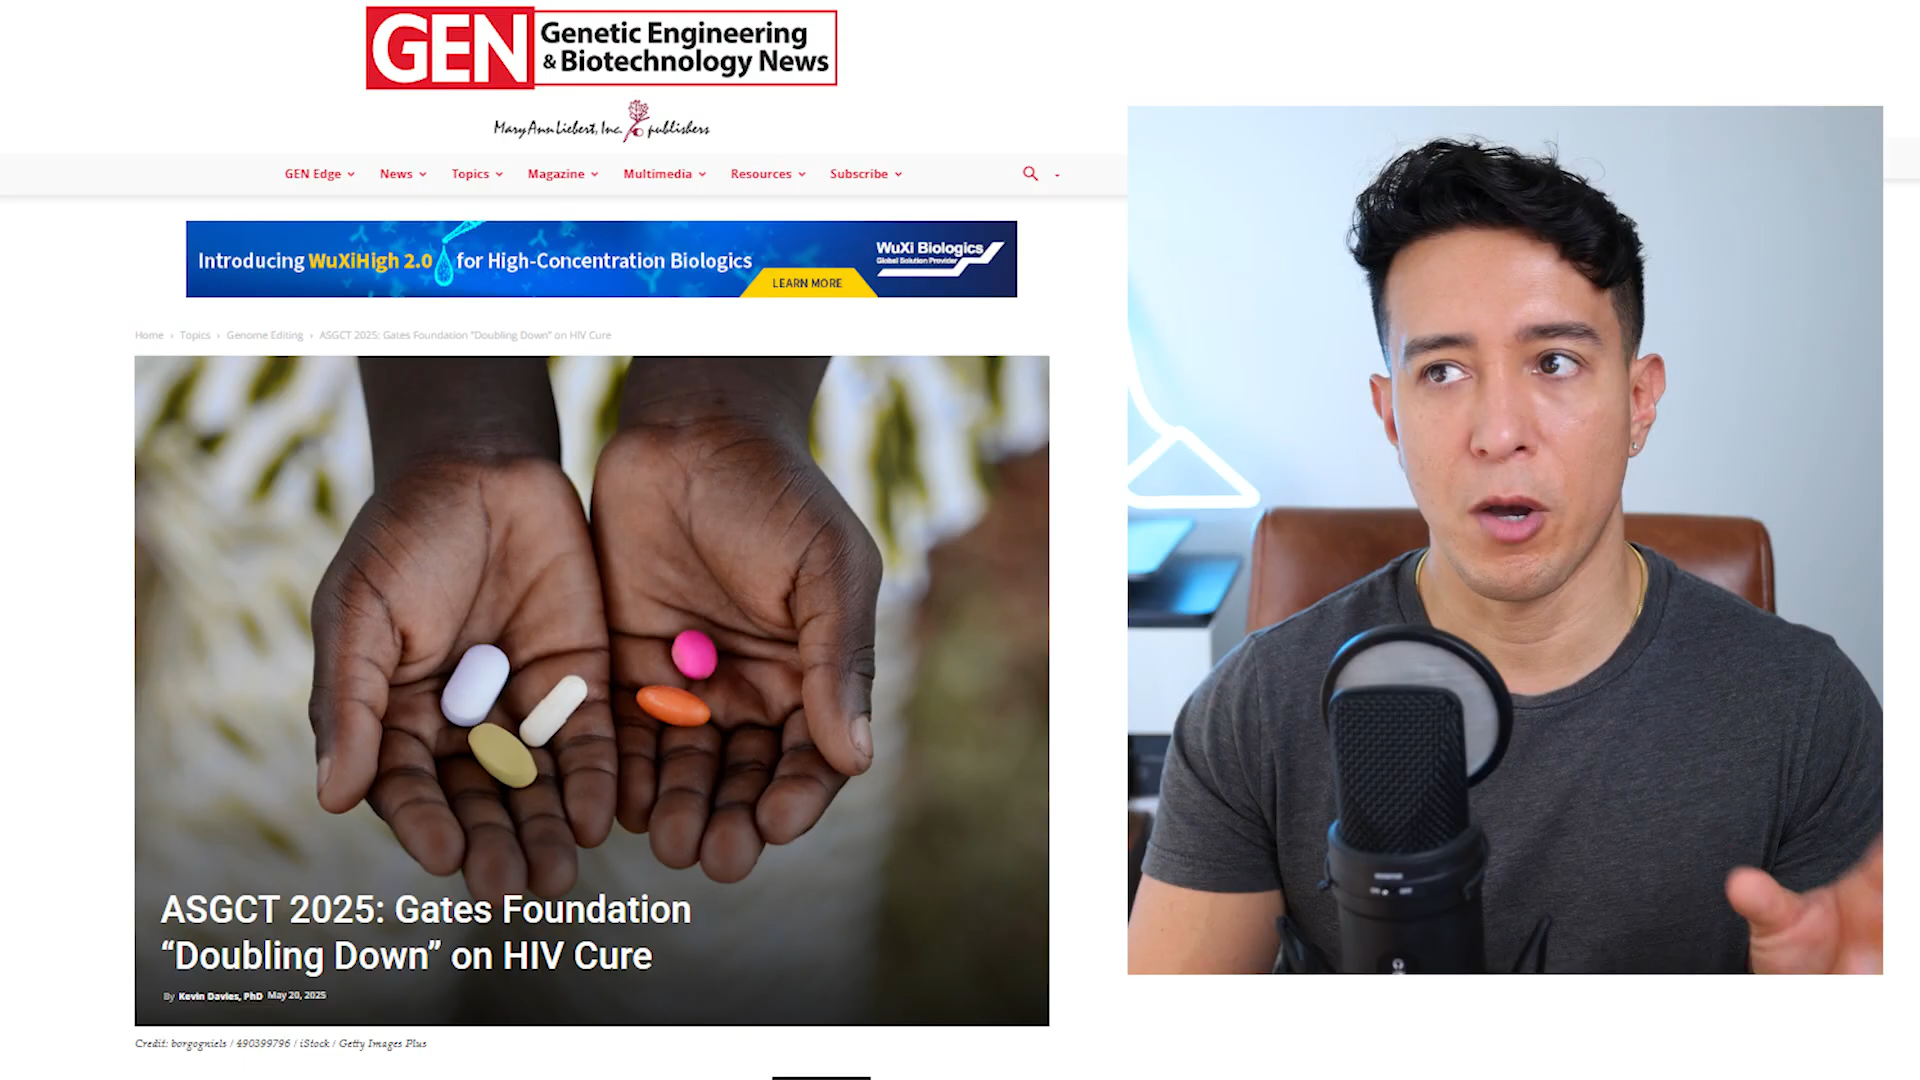 GEN Genetic Engineering
& Biotechnology News
Mary Ann Liebert, Inc. publishers
GEN Edge News Topics Magazine Multimedia Resources Subscribe
Introducing WuXiHigh 2.0 for High-Concentration Biologics
WuXi Biologics
Global Solution Provider
LEARN MORE
Home › Topics › Genome Editing › ASGCT 2025: Gates Foundation “Doubling Down” on HIV Cure
ASGCT 2025: Gates Foundation
“Doubling Down” on HIV Cure
By Kevin Davies, PhD May 20, 2025
Credit: borgogniels / 490399796 / iStock / Getty Images Plus